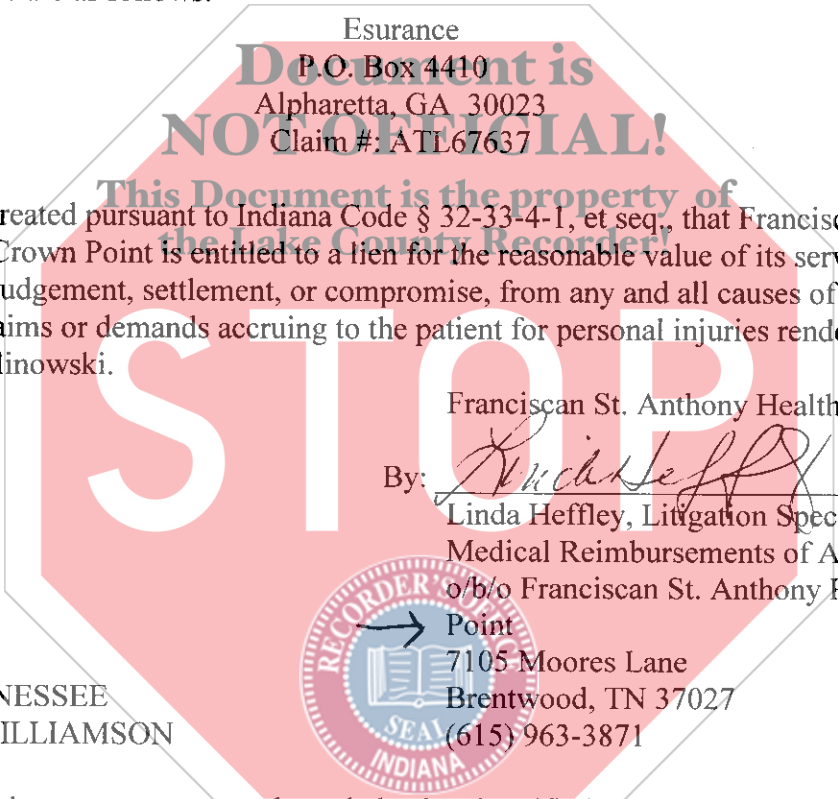 Esurance
Document is
P.O. Box 4410
Alpharetta, GA 30023
NOT OFFICIAL!
Claim #: ATL67637
This Document is the property of
reated pursuant to Indiana Code § 32-33-4-1, et seq., that Francisc
the Lake County Recorder!
Crown Point is entitled to a lien for the reasonable value of its serv
udgement, settlement, or compromise, from any and all causes of
aims or demands accruing to the patient for personal injuries rende
linowski.
STOP
Franciscan St. Anthony Health
By: Linda Heffley
Linda Heffley, Litigation Spec
Medical Reimbursements of A
o/b/o Franciscan St. Anthony H
Point
7105 Moores Lane
NESSEE
Brentwood, TN 37027
ILLIAMSON
(615) 963-3871
RECORDER'S OFFICE
SEAL
INDIANA